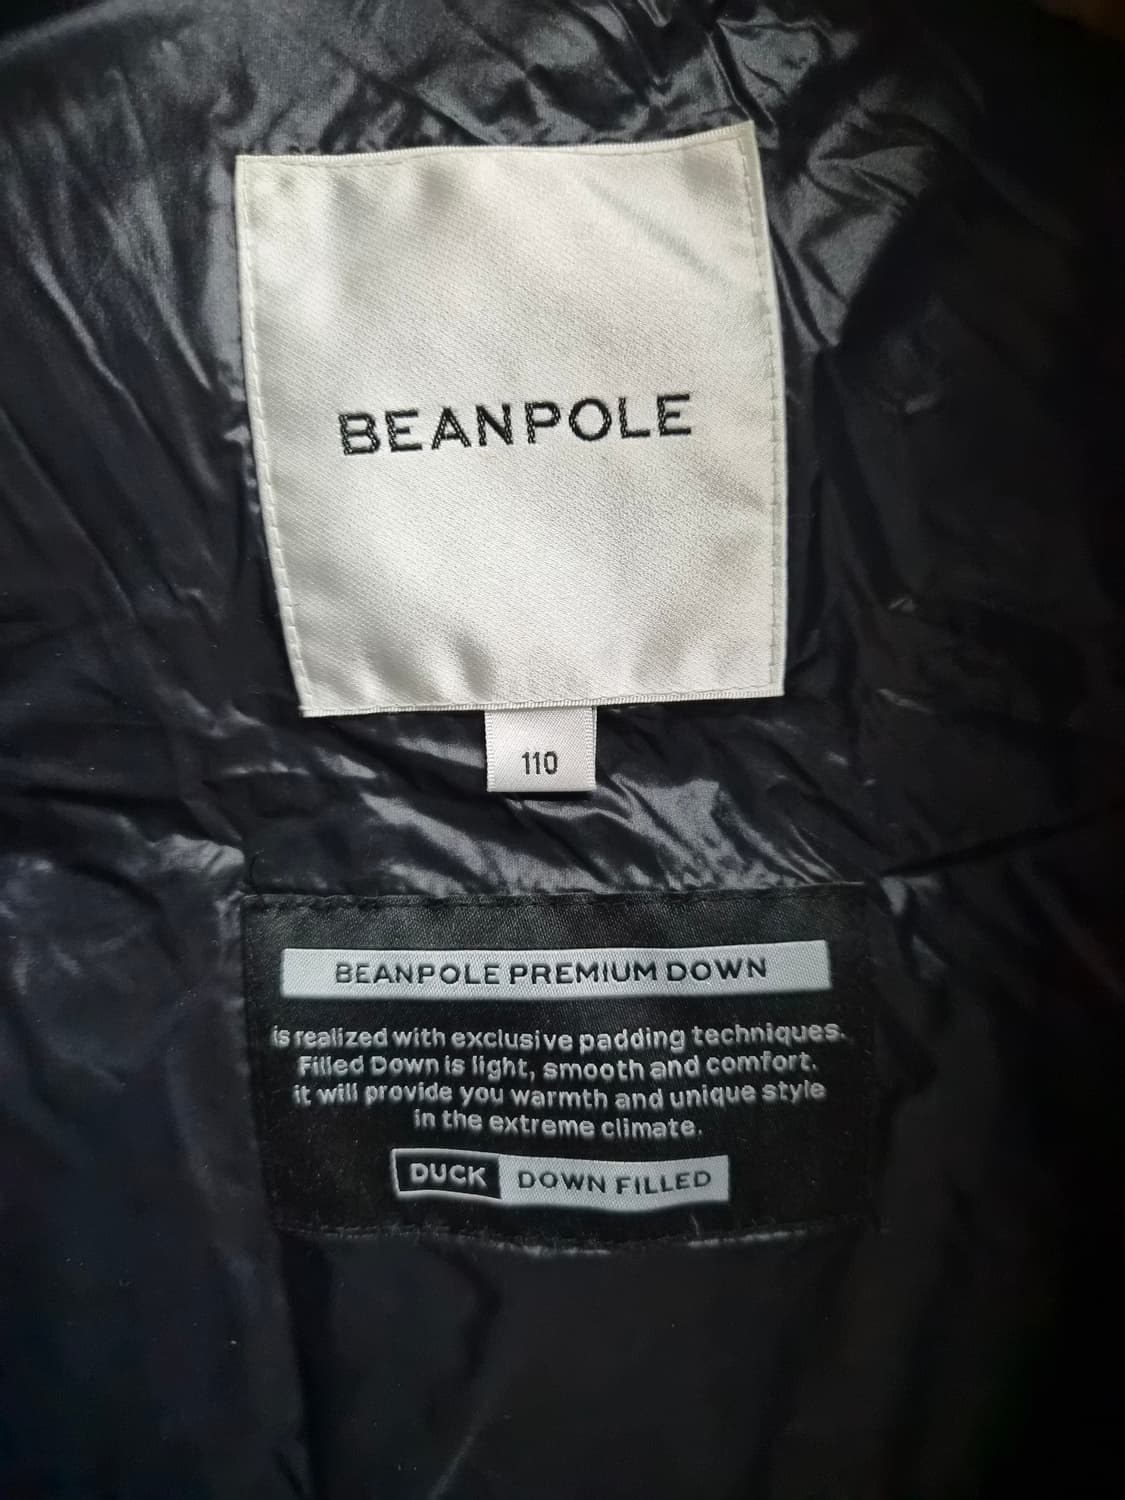 BEANPOLE
110
BEANPOLE PREMIUM DOWN
is realized with exclusive padding techniques.
Filled Down is light, smooth and comfort.
it will provide you warmth and unique style
in the extreme climate.
DUCK DOWN FILLED